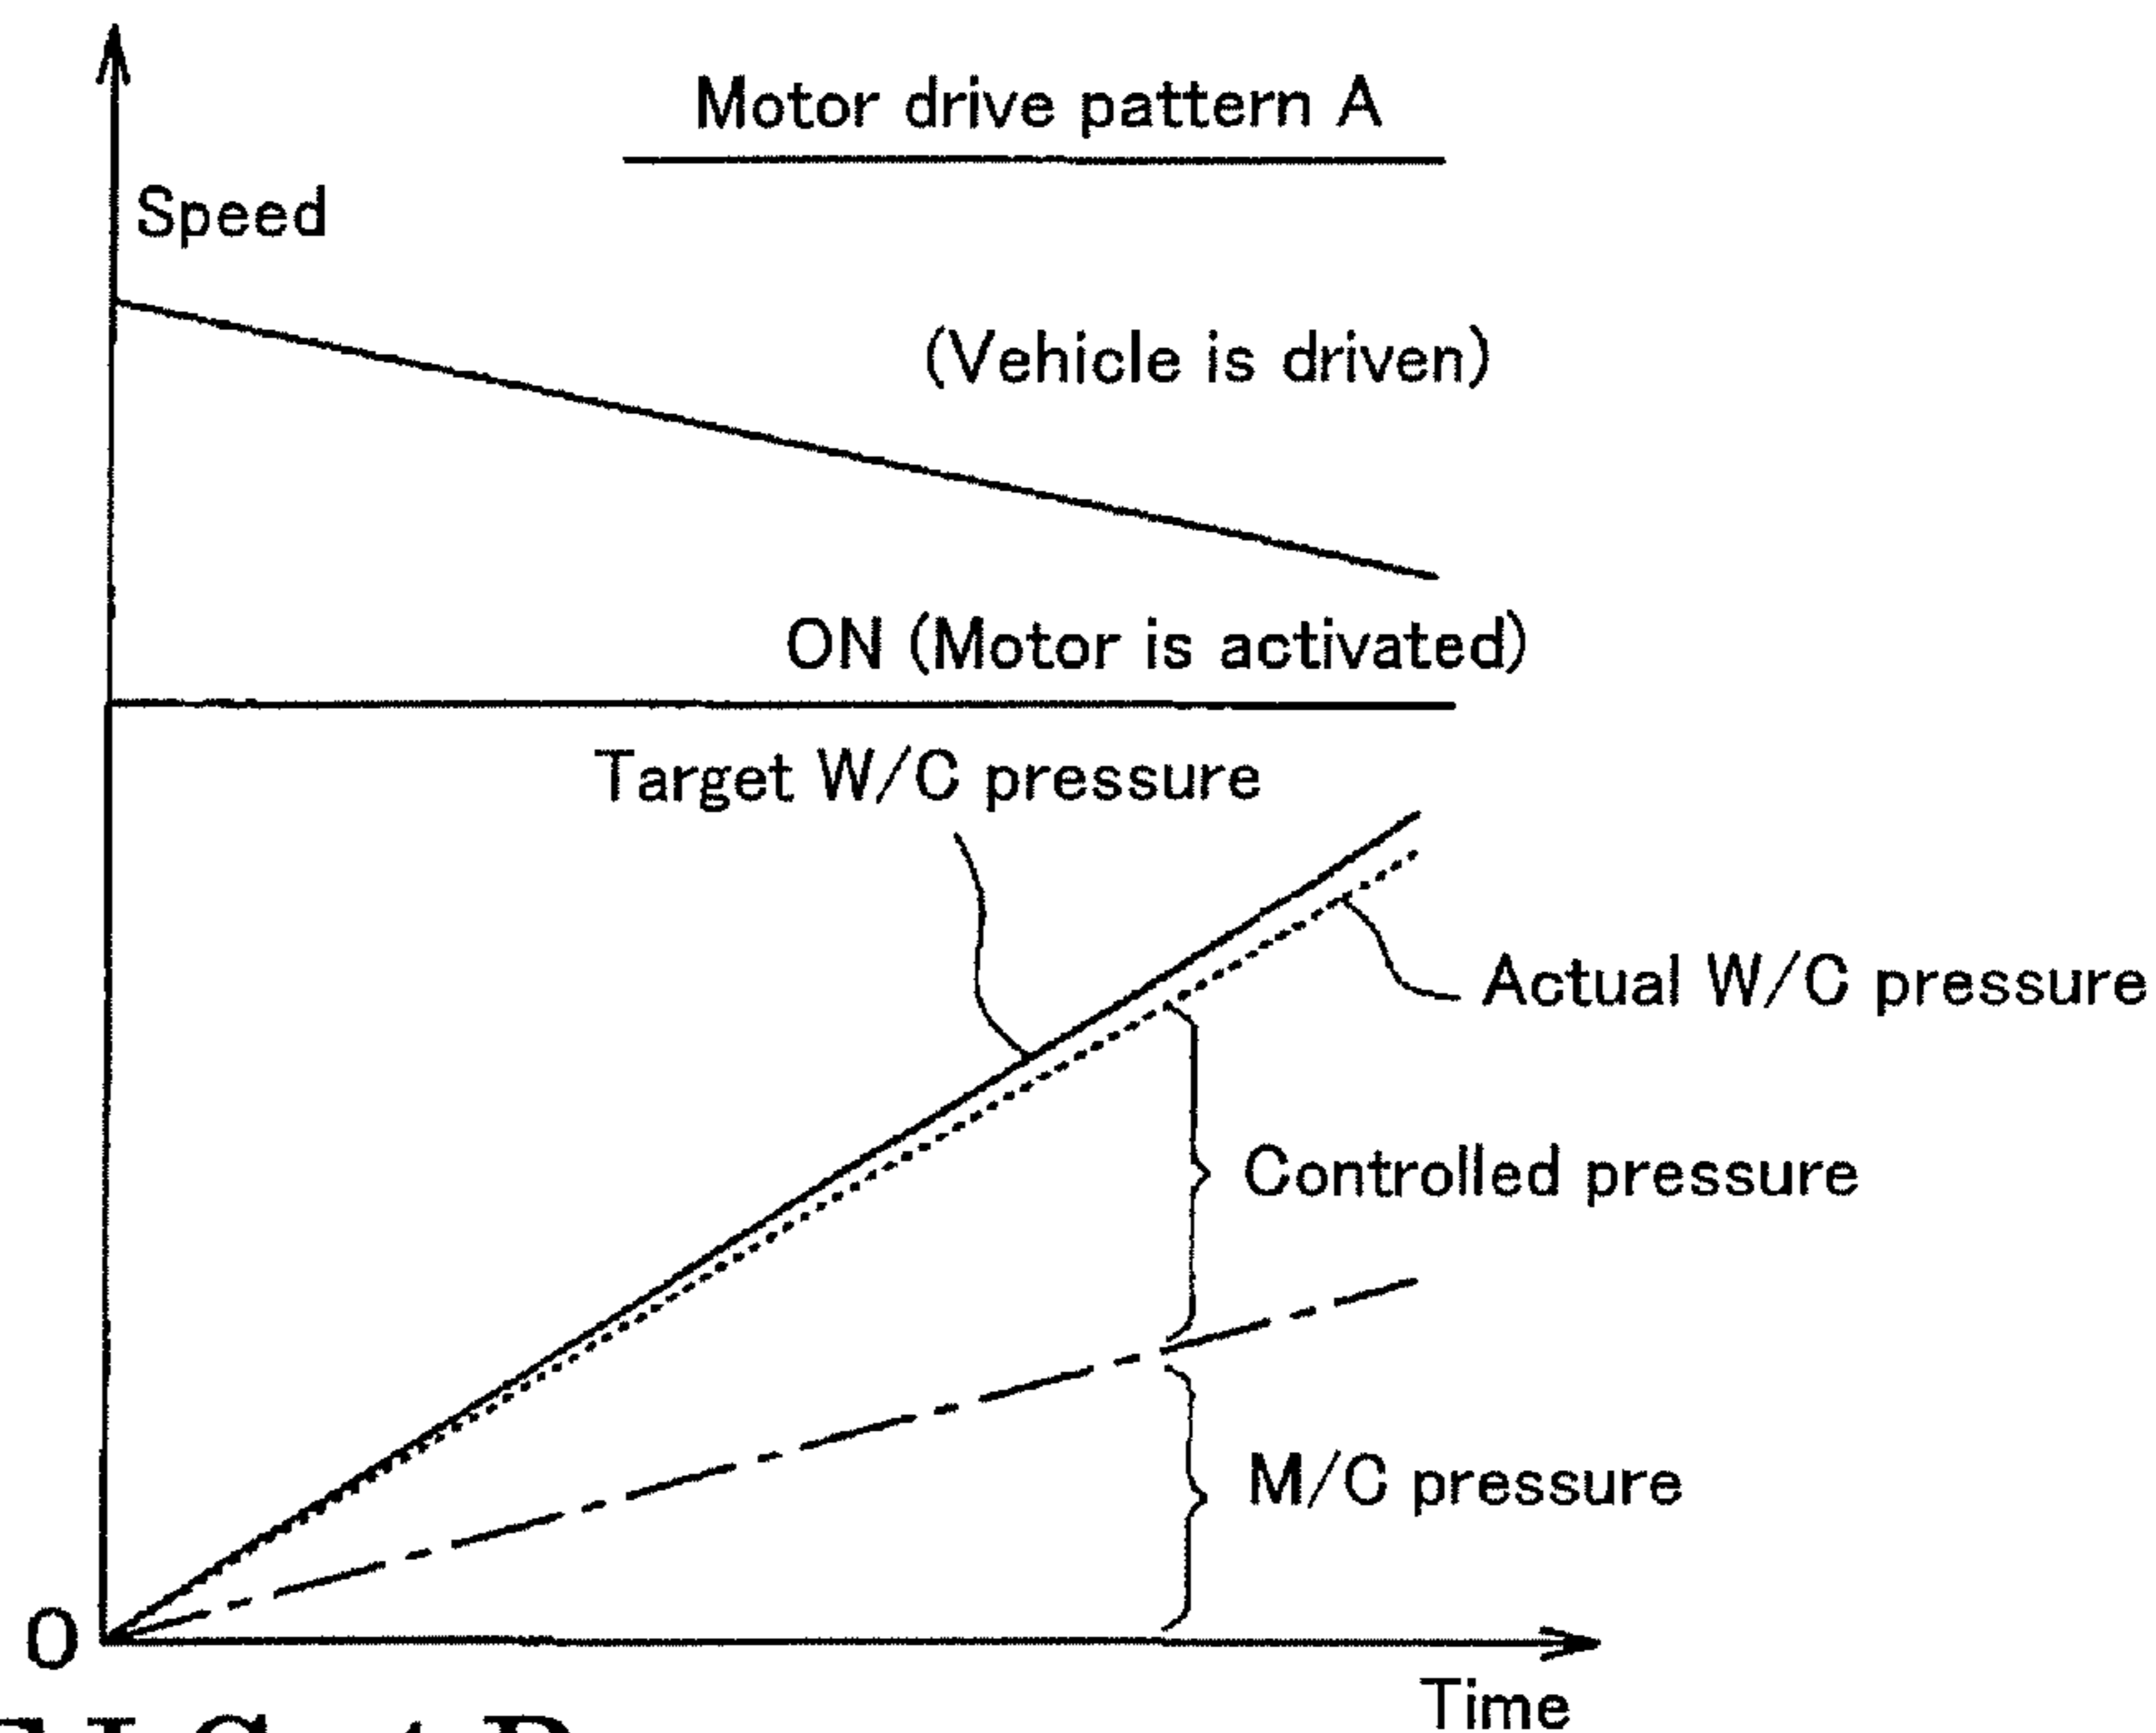 Motor drive pattern A
Speed
(Vehicle is driven)
ON (Motor is activated)
Target W/C pressure
Actual W/C pressure
Controlled pressure
M/C pressure
0
Time